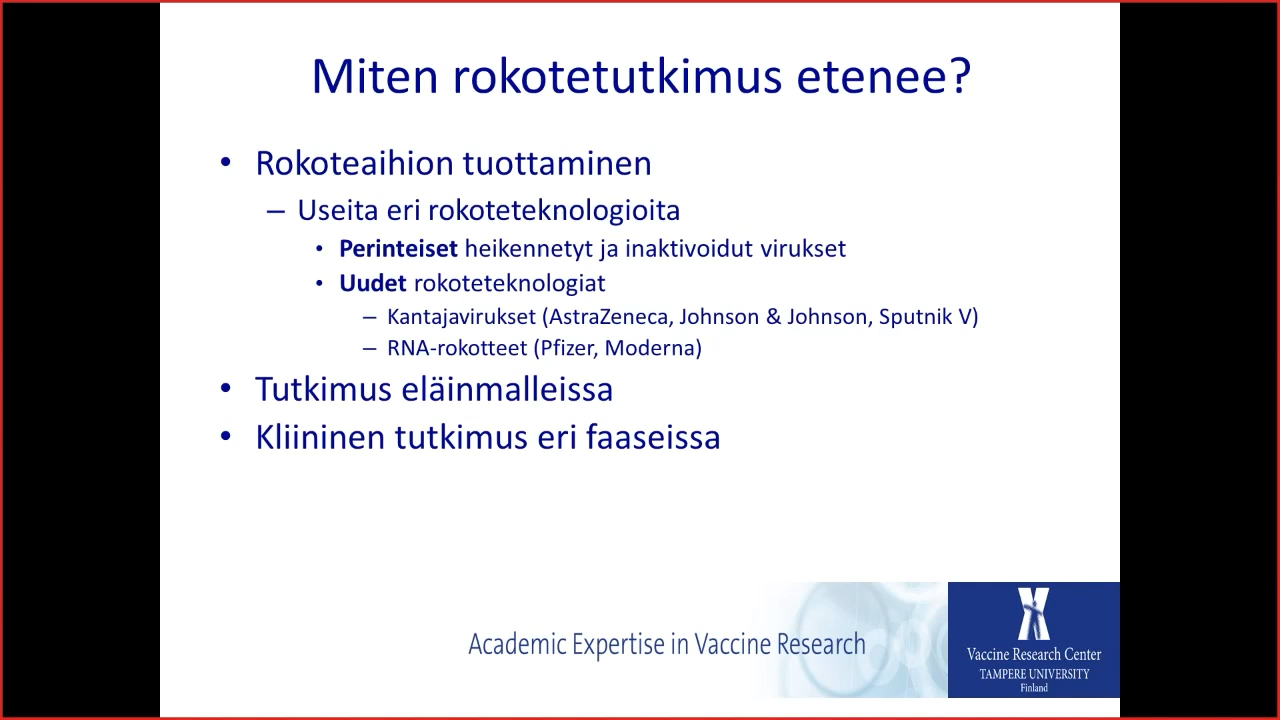 Miten rokotetutkimus etenee?
• Rokoteaihion tuottaminen
– Useita eri rokoteteknologioita
• Perinteiset heikennetyt ja inaktivoidut virukset
• Uudet rokoteteknologiat
– Kantajavirukset (AstraZeneca, Johnson & Johnson, Sputnik V)
– RNA-rokotteet (Pfizer, Moderna)
• Tutkimus eläinmalleissa
• Kliininen tutkimus eri faaseissa
Academic Expertise in Vaccine Research
Vaccine Research Center
TAMPERE UNIVERSITY
Finland